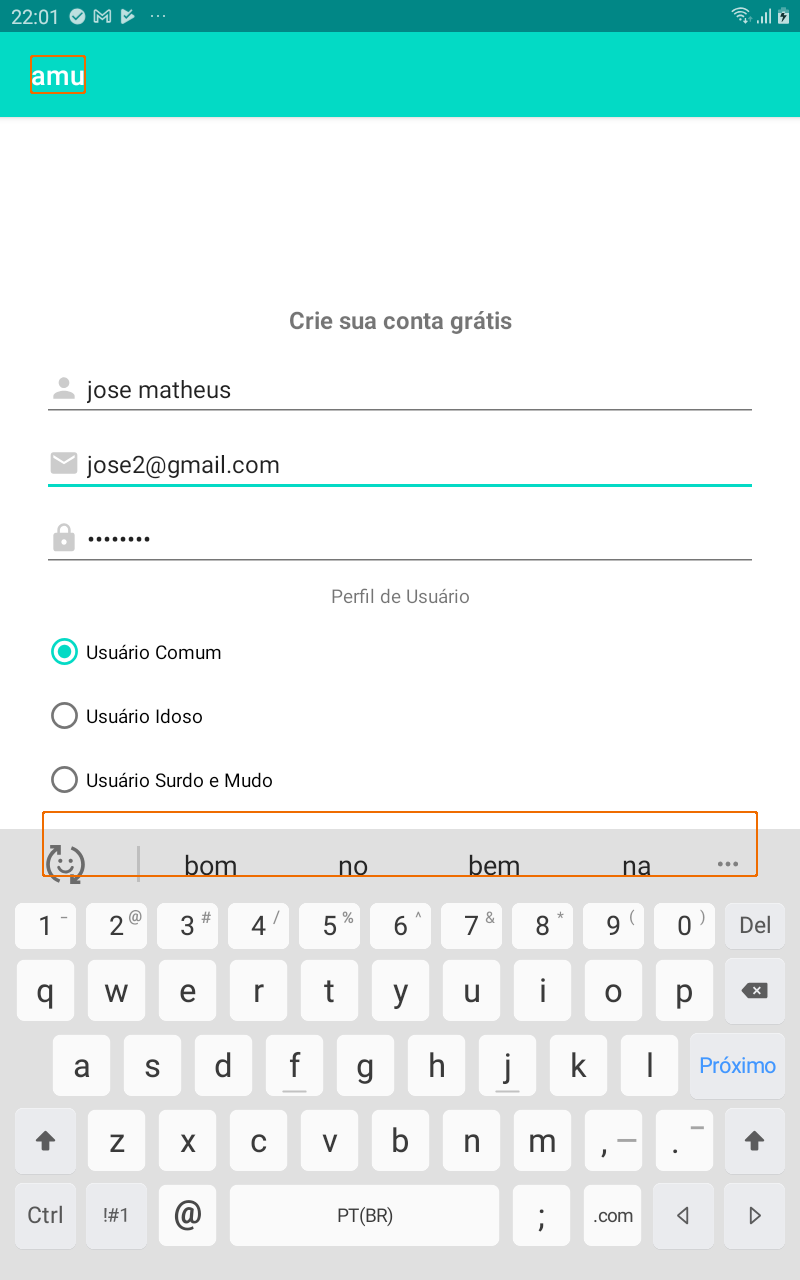 22:01 ...
amu
Crie sua conta grátis
jose matheus
jose2@gmail.com
••••••••
Perfil de Usuário
Usuário Comum
Usuário Idoso
Usuário Surdo e Mudo
bom no bem na •••
1 - 2 @ 3 # 4 / 5 % 6 ^ 7 & 8 * 9 ( 0 ) Del
q w e r t y u i o p
a s d f g h j k l Próximo
z x c v b n m , — . –
Ctrl !#1 @ PT(BR) ; .com